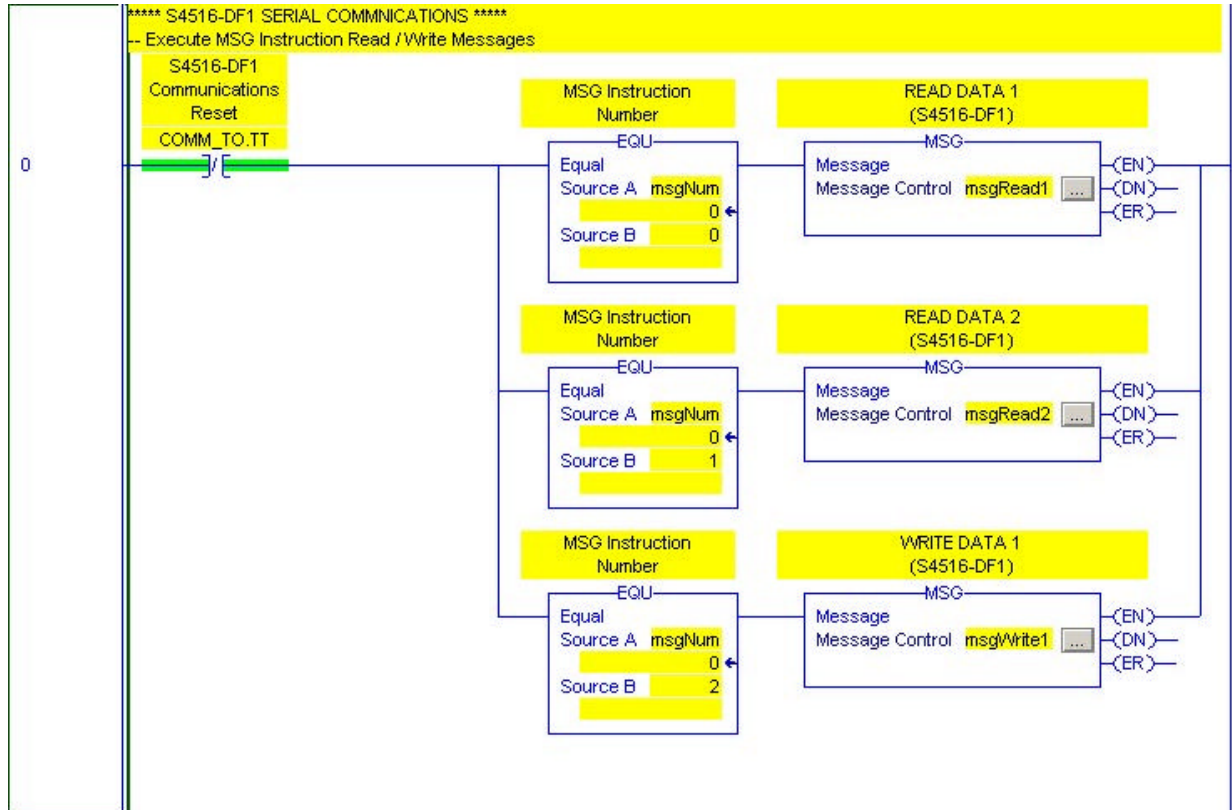 ***** S4516-DF1 SERIAL COMMNICATIONS *****
-- Execute MSG Instruction Read / Write Messages
S4516-DF1
Communications
Reset
COMM_TO.TT
0
MSG Instruction
Number
EQU
Equal
Source A msgNum
0
Source B 0
READ DATA 1
(S4516-DF1)
MSG
Message
Message Control msgRead1 ...
(EN)
(DN)
(ER)
MSG Instruction
Number
EQU
Equal
Source A msgNum
0
Source B 1
READ DATA 2
(S4516-DF1)
MSG
Message
Message Control msgRead2 ...
(EN)
(DN)
(ER)
MSG Instruction
Number
EQU
Equal
Source A msgNum
0
Source B 2
WRITE DATA 1
(S4516-DF1)
MSG
Message
Message Control msgWrite1 ...
(EN)
(DN)
(ER)